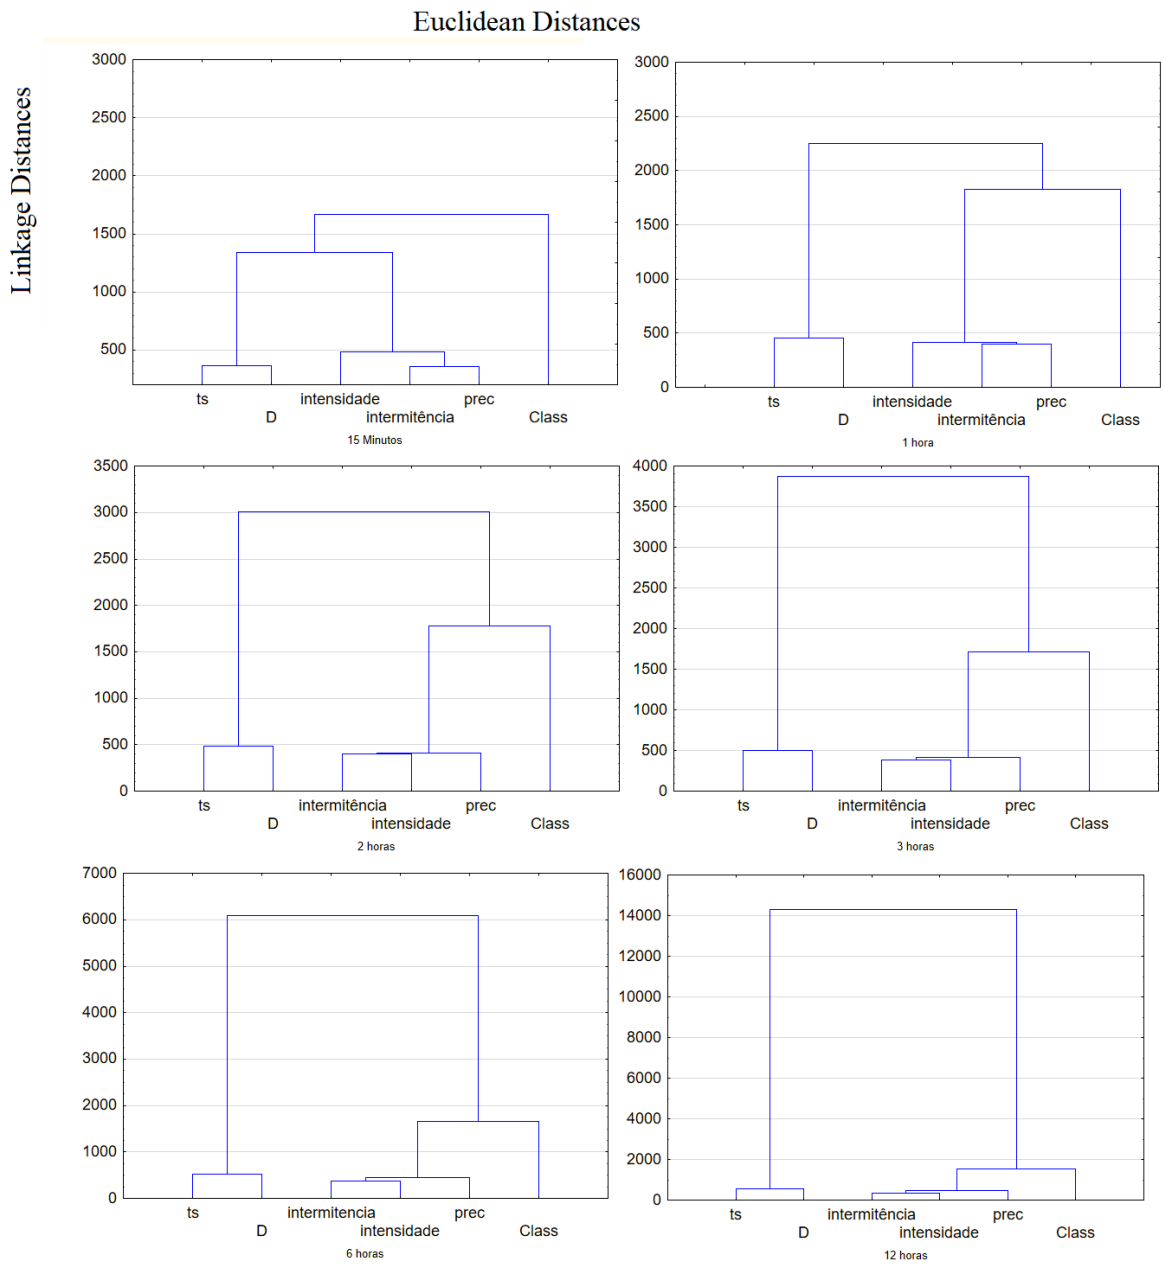 Euclidean Distances
Linkage Distances
3000
2500
2000
1500
1000
500
ts
D
intensidade
intermitência
prec
Class
15 Minutos
3000
2500
2000
1500
1000
500
0
ts
D
intensidade
intermitência
prec
Class
1 hora
3500
3000
2500
2000
1500
1000
500
0
ts
D
intermitência
intensidade
prec
Class
2 horas
4000
3500
3000
2500
2000
1500
1000
500
0
ts
D
intermitência
intensidade
prec
Class
3 horas
7000
6000
5000
4000
3000
2000
1000
0
ts
D
intermitencia
intensidade
prec
Class
6 horas
16000
14000
12000
10000
8000
6000
4000
2000
0
ts
D
intermitência
intensidade
prec
Class
12 horas